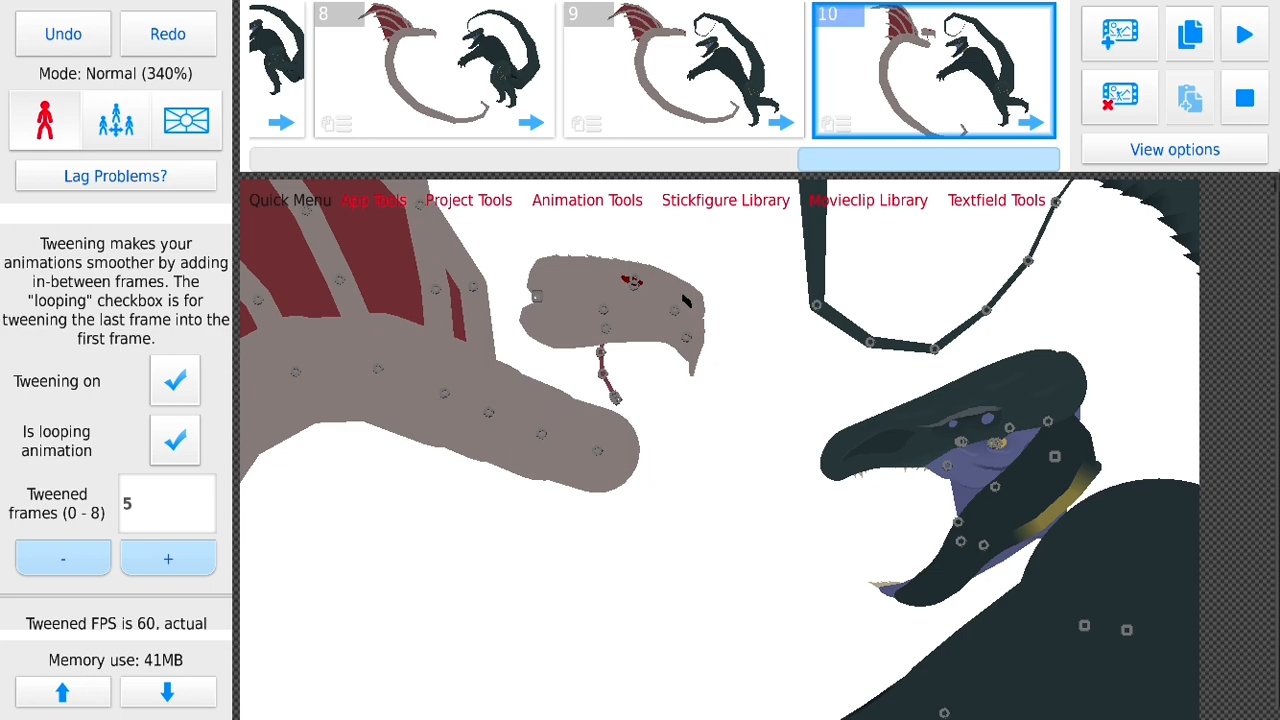 Undo
Redo
Mode: Normal (340%)
Lag Problems?
Tweening makes your
animations smoother by adding
in-between frames. The
"looping" checkbox is for
tweening the last frame into the
first frame.
Tweening on
Is looping
animation
Tweened
frames (0 - 8)
5
-
+
Tweened FPS is 60, actual
Memory use: 41MB
8
9
10
View options
Quick Menu
App Tools
Project Tools
Animation Tools
Stickfigure Library
Movieclip Library
Textfield Tools